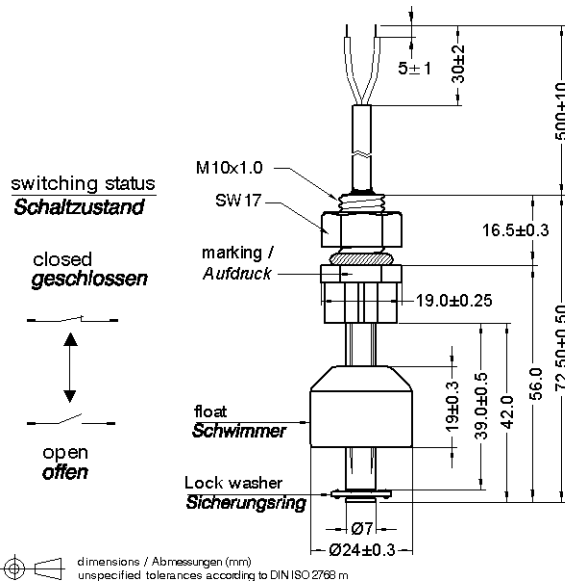 5±1
30±2
500±10
M10x1.0
switching status
Schaltzustand
SW 17
16.5±0.3
closed
geschlossen
marking /
Aufdruck
19.0±0.25
72.50±0.50
56.0
42.0
39.0±0.5
19±0.3
float
Schwimmer
open
offen
Lock washer
Sicherungsring
Ø7
Ø24±0.3
dimensions / Abmessungen (mm)
unspecified tolerances according to DIN ISO 2768 m